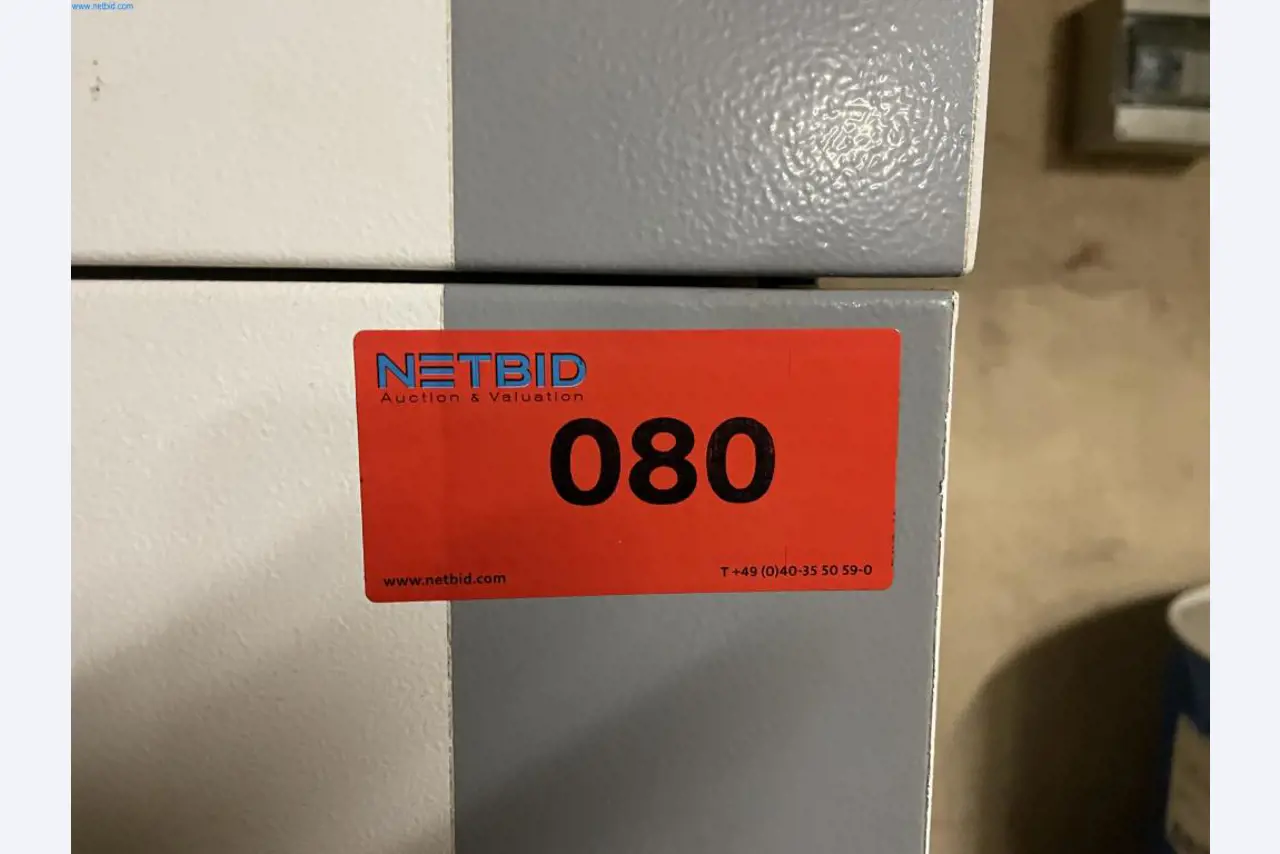 www.netbid.com
NETBID
Auction & Valuation
080
www.netbid.com
T +49 (0)40-35 50 59-0